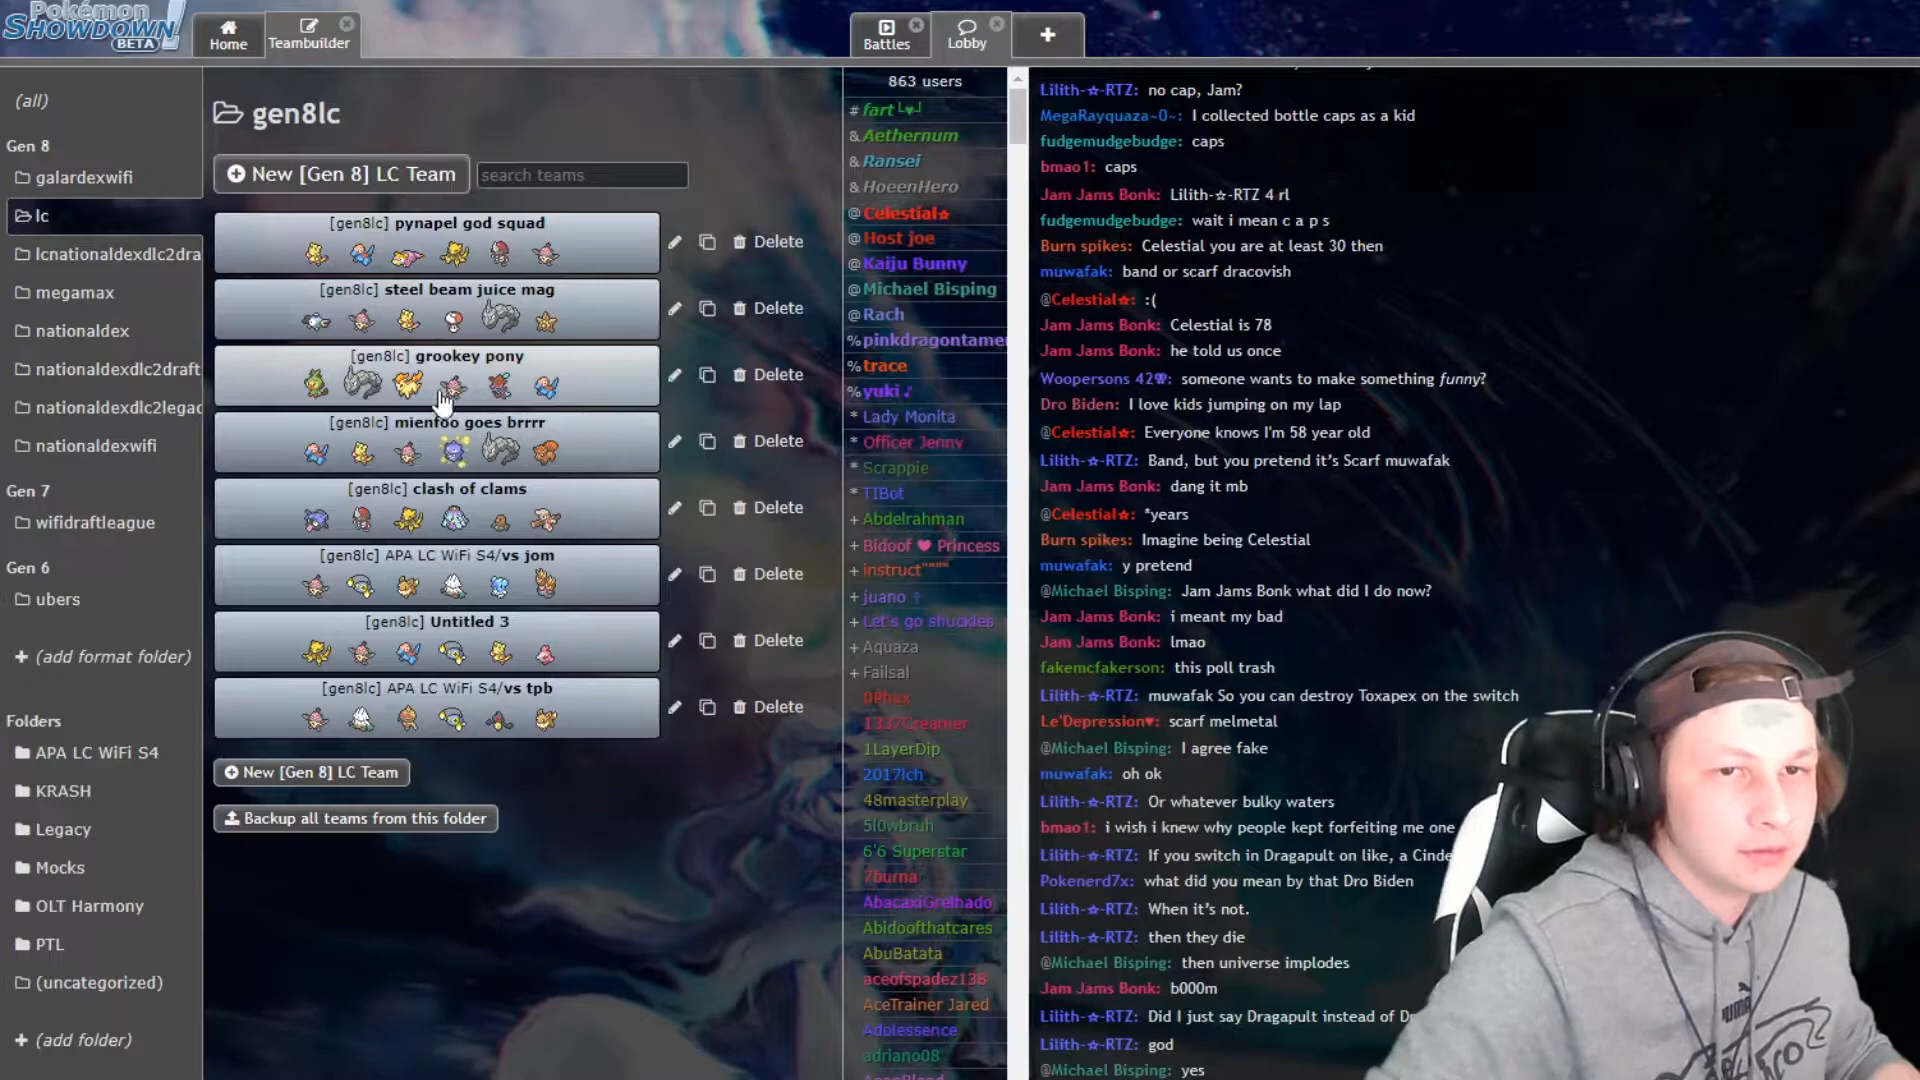 Pokémon
SHOWDOWN!
BETA
Home
Teambuilder
Battles
Lobby
(all)
Gen 8
galardexwifi
lc
lcnationaldexdlc2dra
megamax
nationaldex
nationaldexdlc2draft
nationaldexdlc2legac
nationaldexwifi
Gen 7
wifidraftleague
Gen 6
ubers
(add format folder)
Folders
APA LC WiFi S4
KRASH
Legacy
Mocks
OLT Harmony
PTL
(uncategorized)
(add folder)
gen8lc
New [Gen 8] LC Team
search teams
[gen8lc] pynapel god squad
Delete
[gen8lc] steel beam juice mag
Delete
[gen8lc] grookey pony
Delete
[gen8lc] mienfoo goes brrrr
Delete
[gen8lc] clash of clams
Delete
[gen8lc] APA LC WiFi S4/vs jom
Delete
[gen8lc] Untitled 3
Delete
[gen8lc] APA LC WiFi S4/vs tpb
Delete
New [Gen 8] LC Team
Backup all teams from this folder
863 users
&Aethernum
&Ransei
&HoeenHero
@Celestial☆
@Host joe
@Kaiju Bunny
@Michael Bisping
@Rach
%pinkdragontamer
%trace
%yuki♪
* Lady Monita
* Officer Jenny
* Scrappie
* TIBot
+Abdelrahman
+Bidoof ♥ Princess
+instruct""""
+juano ♱
+Let's go shuckles
+Aquaza
+Failsal
0Phux
1337Creamer
1LayerDip
2017lch
48masterplay
5l0wbruh
6'6 Superstar
7burna
AbacaxiGrelhado
Abidoofthatcares
AbuBatata
aceofspadez138
AceTrainer Jared
Adolessence
adriano08
Lilith-☆-RTZ: no cap, Jam?
MegaRayquaza~0~: I collected bottle caps as a kid
fudgemudgebudge: caps
bmao1: caps
Jam Jams Bonk: Lilith-☆-RTZ 4 rl
fudgemudgebudge: wait i mean c a p s
Burn spikes: Celestial you are at least 30 then
muwafak: band or scarf dracovish
@Celestial☆: :(
Jam Jams Bonk: Celestial is 78
Jam Jams Bonk: he told us once
Woopersons 42: someone wants to make something funny?
Dro Biden: I love kids jumping on my lap
@Celestial☆: Everyone knows I'm 58 year old
Lilith-☆-RTZ: Band, but you pretend it's Scarf muwafak
Jam Jams Bonk: dang it mb
@Celestial☆: *years
Burn spikes: Imagine being Celestial
muwafak: y pretend
@Michael Bisping: Jam Jams Bonk what did I do now?
Jam Jams Bonk: i meant my bad
Jam Jams Bonk: lmao
fakemcfakerson: this poll trash
Lilith-☆-RTZ: muwafak So you can destroy Toxapex on the switch
Le'Depression♥: scarf melmetal
@Michael Bisping: I agree fake
muwafak: oh ok
Lilith-☆-RTZ: Or whatever bulky waters
bmao1: i wish i knew why people kept forfeiting me one
Lilith-☆-RTZ: If you switch in Dragapult on like, a Cinde
Pokenerd7x: what did you mean by that Dro Biden
Lilith-☆-RTZ: When it's not.
Lilith-☆-RTZ: then they die
@Michael Bisping: then universe implodes
Jam Jams Bonk: b000m
Lilith-☆-RTZ: Did I just say Dragapult instead of Dr
Lilith-☆-RTZ: god
@Michael Bisping: yes